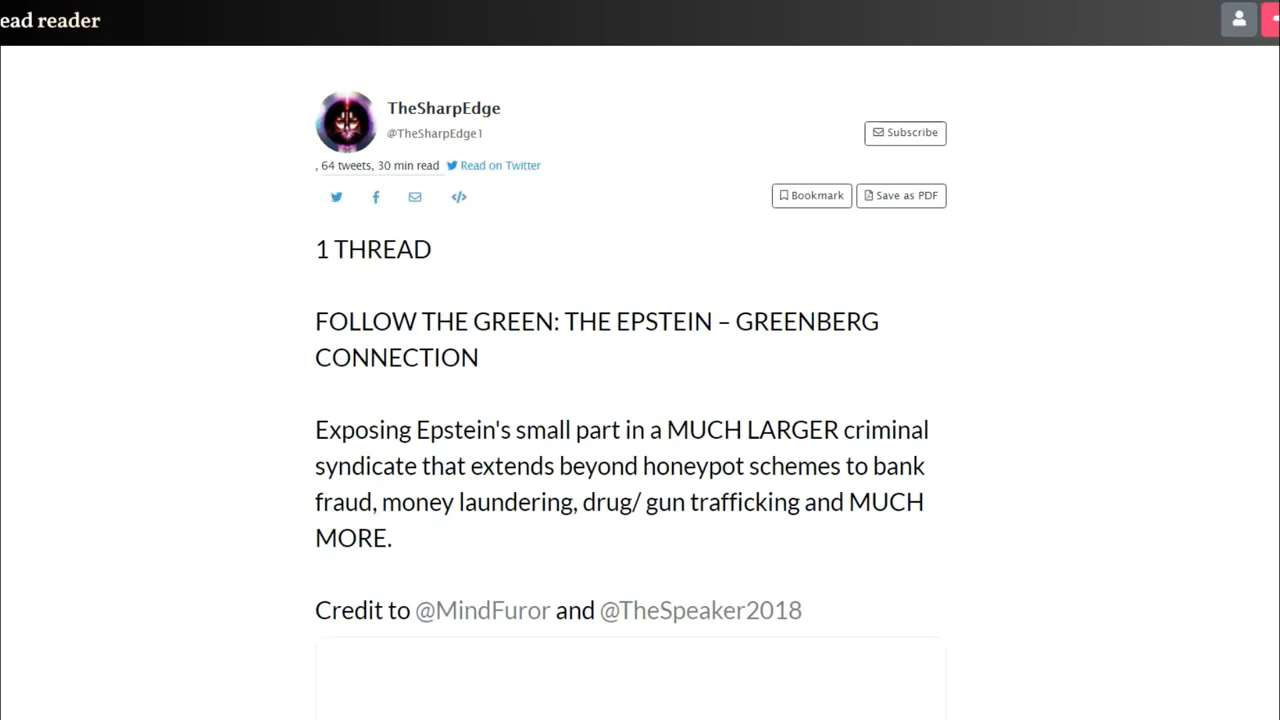 ead reader
TheSharpEdge
@TheSharpEdge1
Subscribe
, 64 tweets, 30 min read Read on Twitter
Bookmark
Save as PDF
1 THREAD
FOLLOW THE GREEN: THE EPSTEIN – GREENBERG
CONNECTION
Exposing Epstein's small part in a MUCH LARGER criminal
syndicate that extends beyond honeypot schemes to bank
fraud, money laundering, drug/ gun trafficking and MUCH
MORE.
Credit to @MindFuror and @TheSpeaker2018